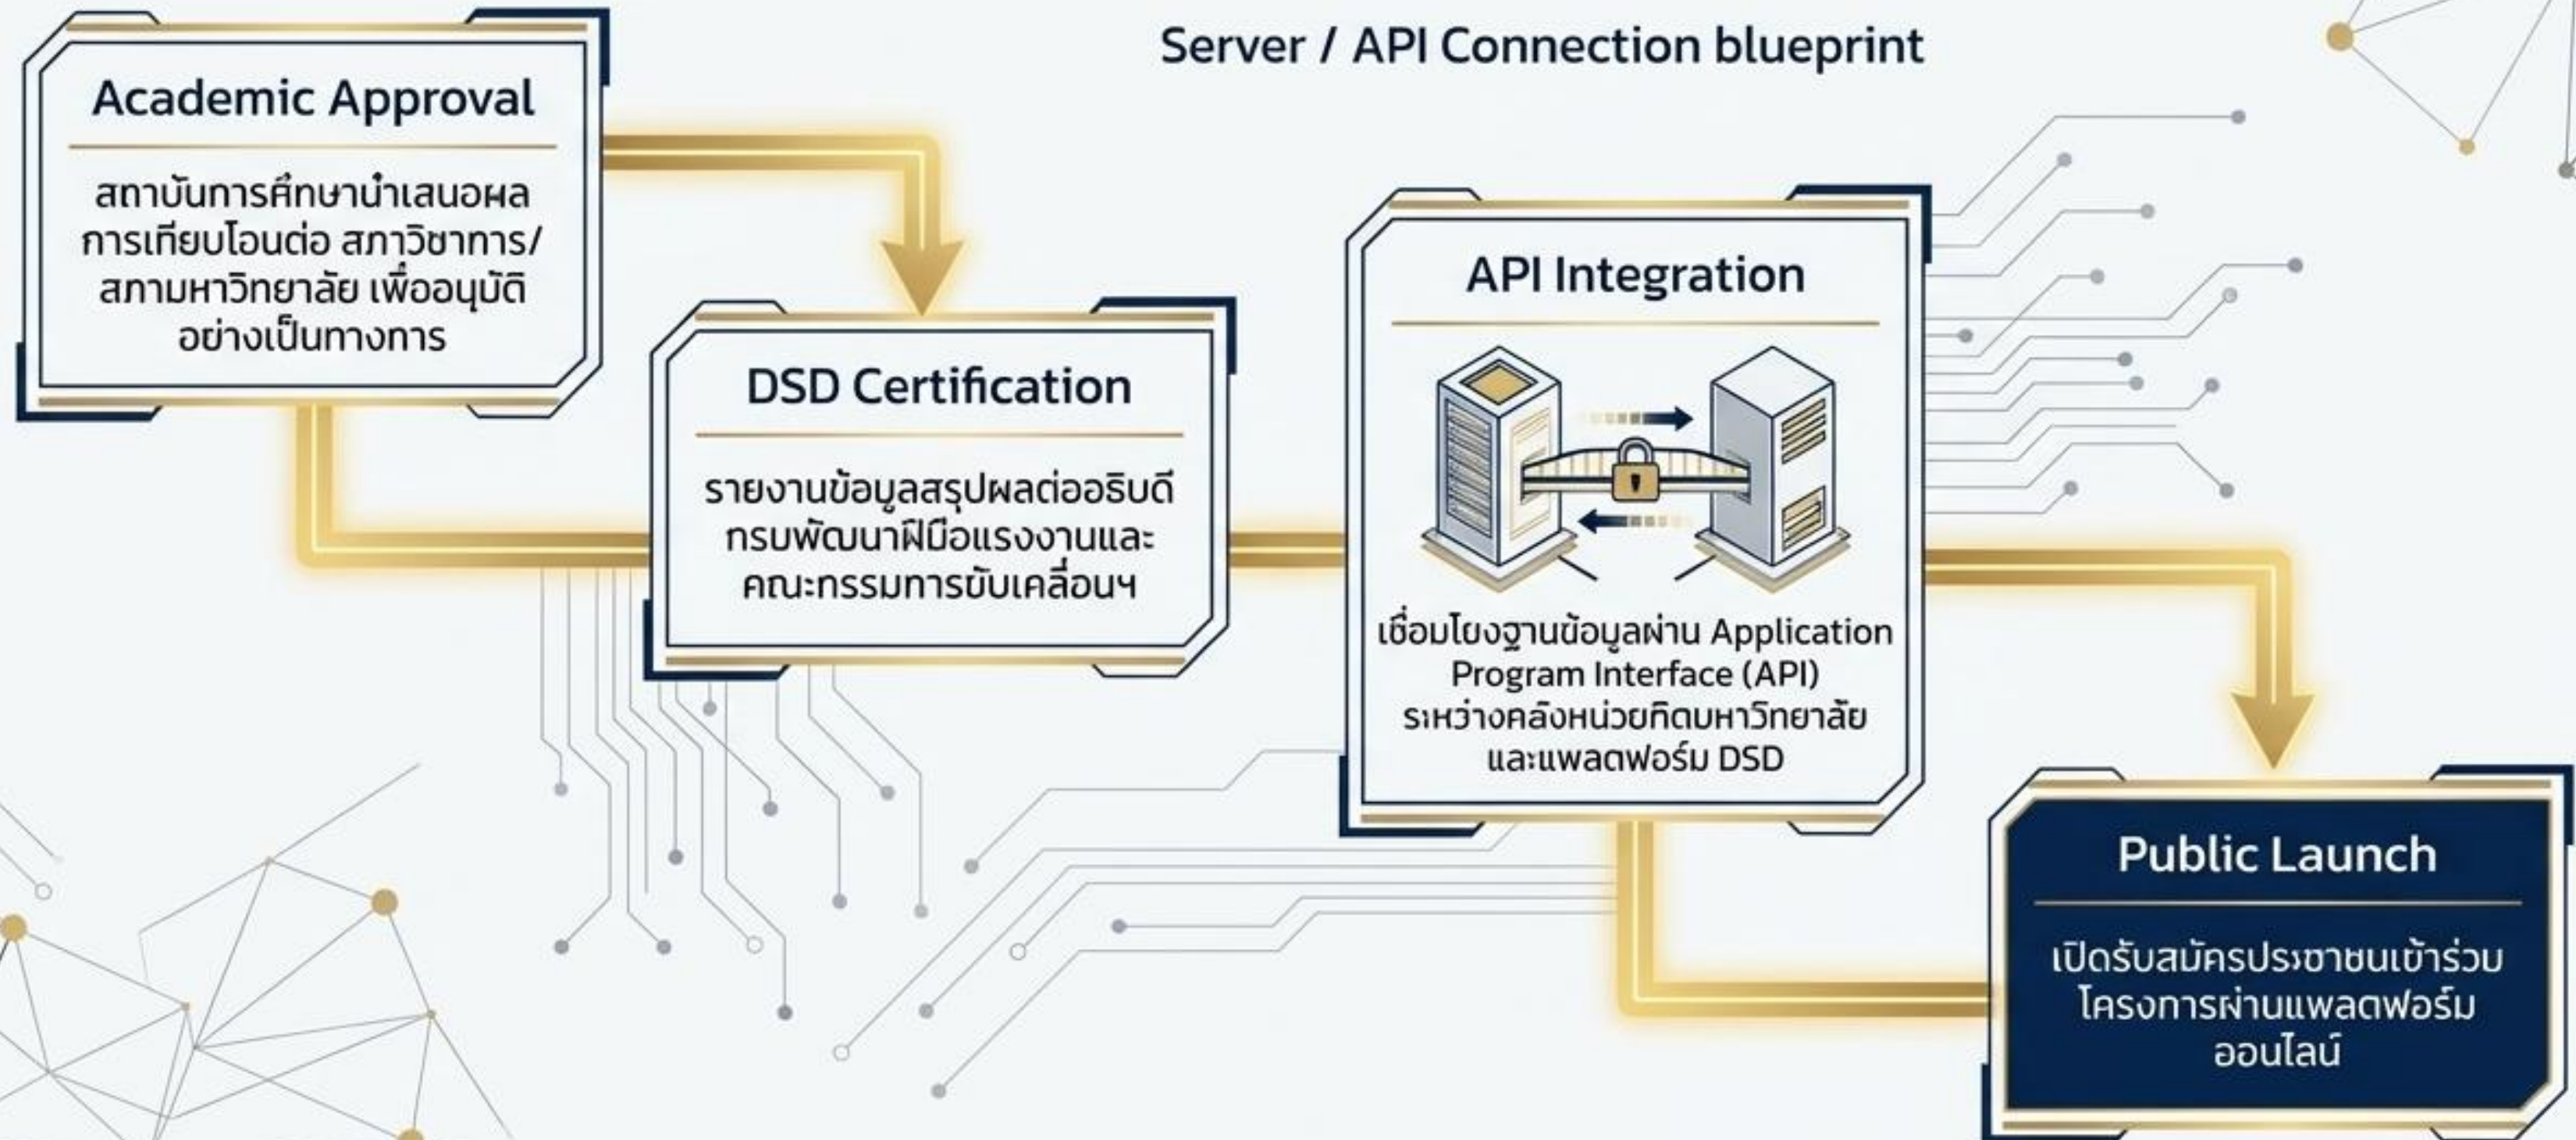 Server / API Connection blueprint
Academic Approval
สถาบันการศึกษานำเสนอผล
การเทียบโอนต่อ สภาวิชาการ/
สภามหาวิทยาลัย เพื่ออนุมัติ
อย่างเป็นทางการ
DSD Certification
รายงานข้อมูลสรุปผลต่ออธิบดี
กรมพัฒนาฝีมือแรงงานและ
คณะกรรมการขับเคลื่อนฯ
API Integration
เชื่อมโยงฐานข้อมูลผ่าน Application
Program Interface (API)
ระหว่างคลังหน่วยกิตมหาวิทยาลัย
และแพลตฟอร์ม DSD
Public Launch
เปิดรับสมัครประชาชนเข้าร่วม
โครงการผ่านแพลตฟอร์ม
ออนไลน์